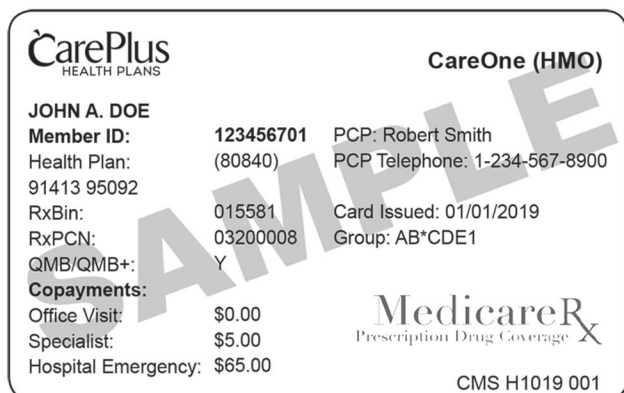 CarePlus
HEALTH PLANS
CareOne (HMO)
JOHN A. DOE
Member ID: 123456701 PCP: Robert Smith
Health Plan: (80840) PCP Telephone: 1-234-567-8900
91413 95092
RxBin: 015581 Card Issued: 01/01/2019
RxPCN: 03200008 Group: AB*CDE1
QMB/QMB+: Y
Copayments:
Office Visit: $0.00
Specialist: $5.00
Hospital Emergency: $65.00
MedicareRx
Prescription Drug Coverage
CMS H1019 001
SAMPLE